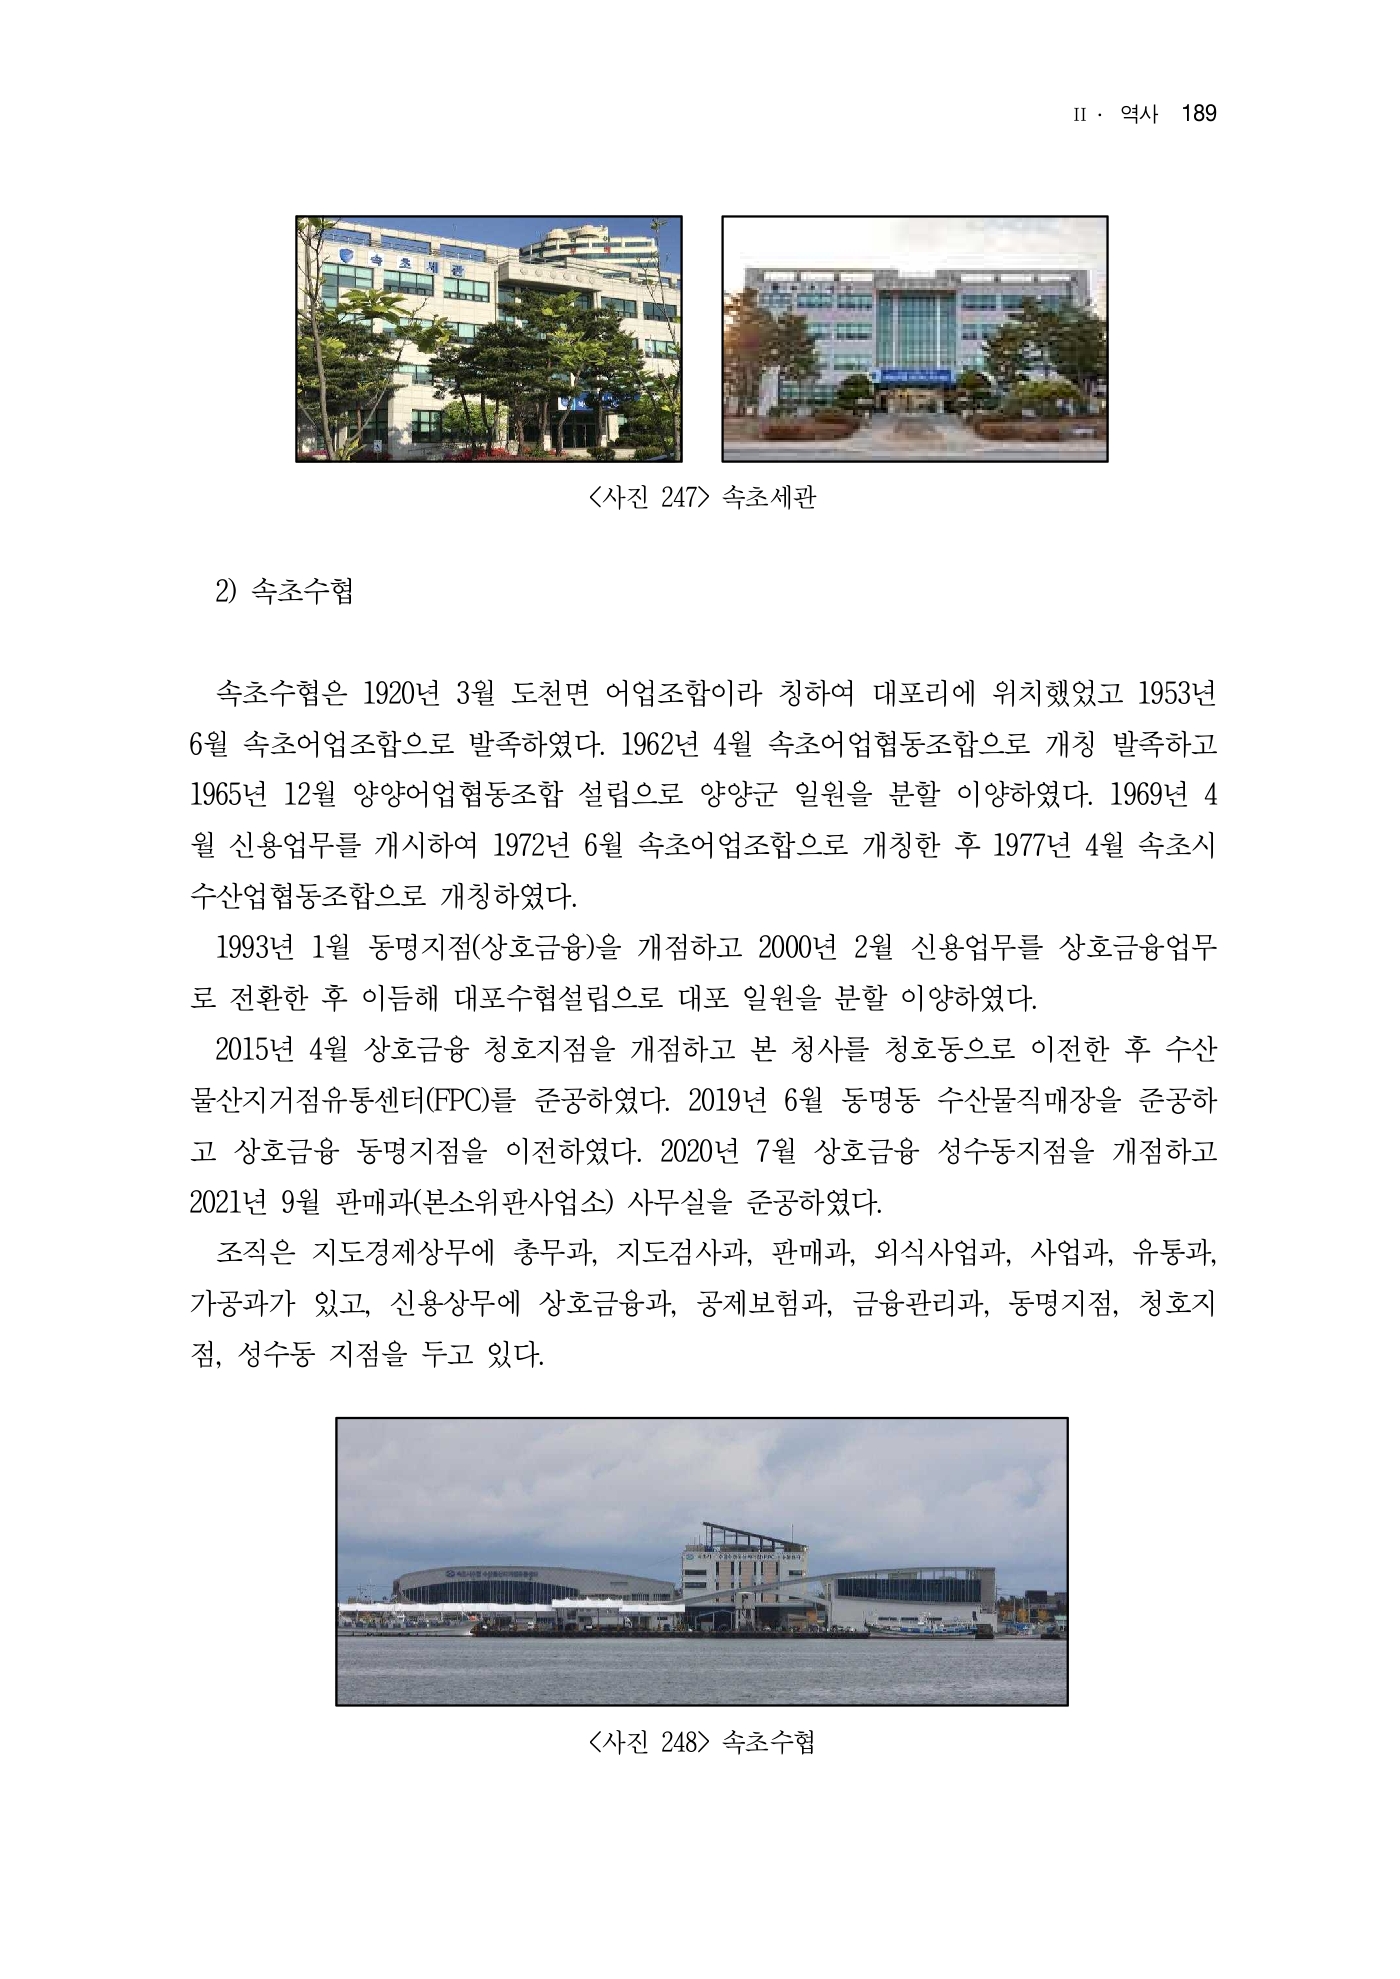 II · 역사 189
속초세관
<사진 247> 속초세관
2) 속초수협
속초수협은 1920년 3월 도천면 어업조합이라 칭하여 대포리에 위치했었고 1953년
6월 속초어업조합으로 발족하였다. 1962년 4월 속초어업협동조합으로 개칭 발족하고
1965년 12월 양양어업협동조합 설립으로 양양군 일원을 분할 이양하였다. 1969년 4
월 신용업무를 개시하여 1972년 6월 속초어업조합으로 개칭한 후 1977년 4월 속초시
수산업협동조합으로 개칭하였다.
1993년 1월 동명지점(상호금융)을 개점하고 2000년 2월 신용업무를 상호금융업무
로 전환한 후 이듬해 대포수협설립으로 대포 일원을 분할 이양하였다.
2015년 4월 상호금융 청호지점을 개점하고 본 청사를 청호동으로 이전한 후 수산
물산지거점유통센터(FPC)를 준공하였다. 2019년 6월 동명동 수산물직매장을 준공하
고 상호금융 동명지점을 이전하였다. 2020년 7월 상호금융 성수동지점을 개점하고
2021년 9월 판매과(본소위판사업소) 사무실을 준공하였다.
조직은 지도경제상무에 총무과, 지도검사과, 판매과, 외식사업과, 사업과, 유통과,
가공과가 있고, 신용상무에 상호금융과, 공제보험과, 금융관리과, 동명지점, 청호지
점, 성수동 지점을 두고 있다.
<사진 248> 속초수협